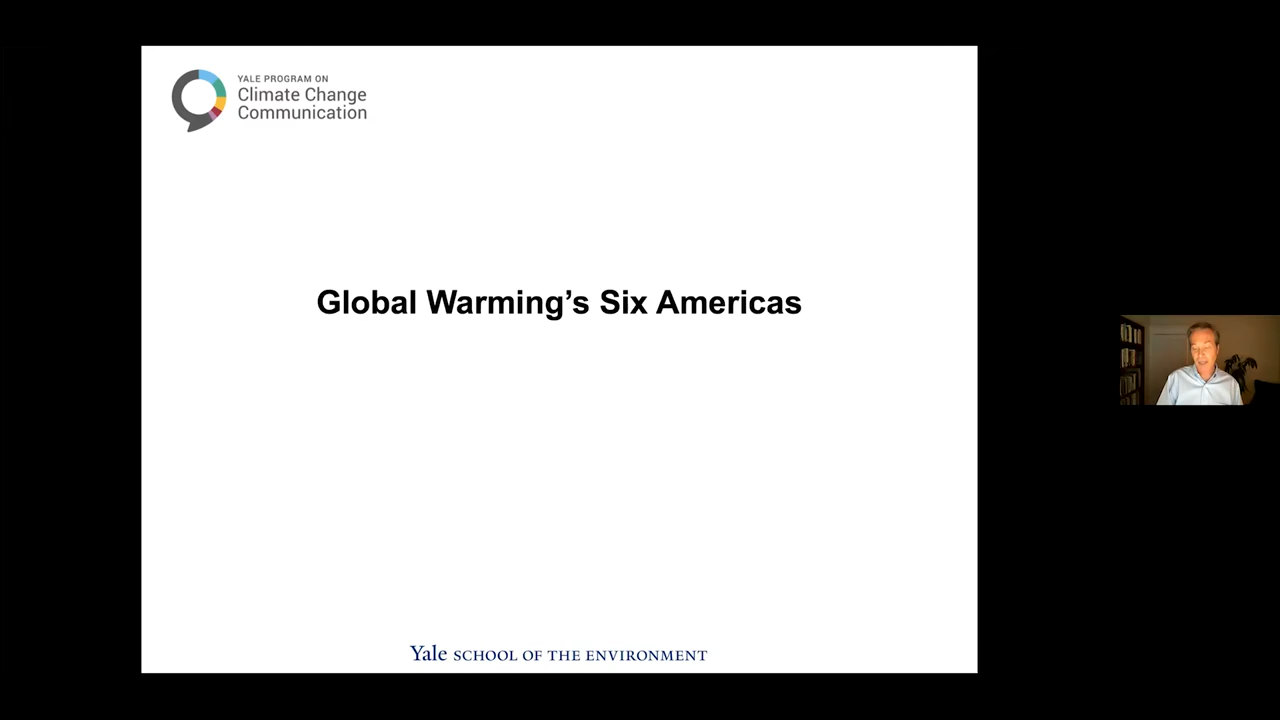 YALE PROGRAM ON
Climate Change
Communication
Global Warming’s Six Americas
Yale SCHOOL OF THE ENVIRONMENT